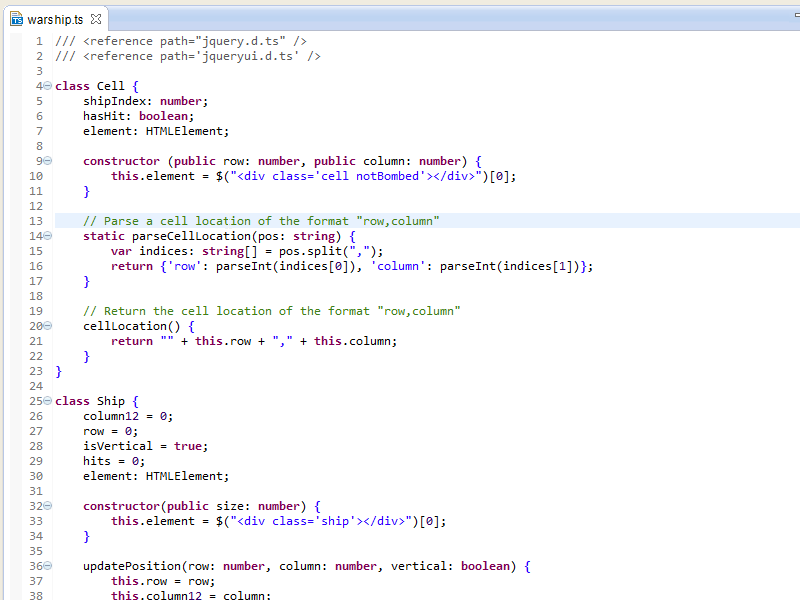 warship.ts
1 /// <reference path="jquery.d.ts" />
2 /// <reference path='jqueryui.d.ts' />
3
4 class Cell {
5     shipIndex: number;
6     hasHit: boolean;
7     element: HTMLElement;
8
9     constructor (public row: number, public column: number) {
10         this.element = $("<div class='cell notBombed'></div>")[0];
11     }
12
13     // Parse a cell location of the format "row,column"
14     static parseCellLocation(pos: string) {
15         var indices: string[] = pos.split(",");
16         return {'row': parseInt(indices[0]), 'column': parseInt(indices[1])};
17     }
18
19     // Return the cell location of the format "row,column"
20     cellLocation() {
21         return "" + this.row + "," + this.column;
22     }
23 }
24
25 class Ship {
26     column12 = 0;
27     row = 0;
28     isVertical = true;
29     hits = 0;
30     element: HTMLElement;
31
32     constructor(public size: number) {
33         this.element = $("<div class='ship'></div>")[0];
34     }
35
36     updatePosition(row: number, column: number, vertical: boolean) {
37         this.row = row;
38         this.column12 = column;